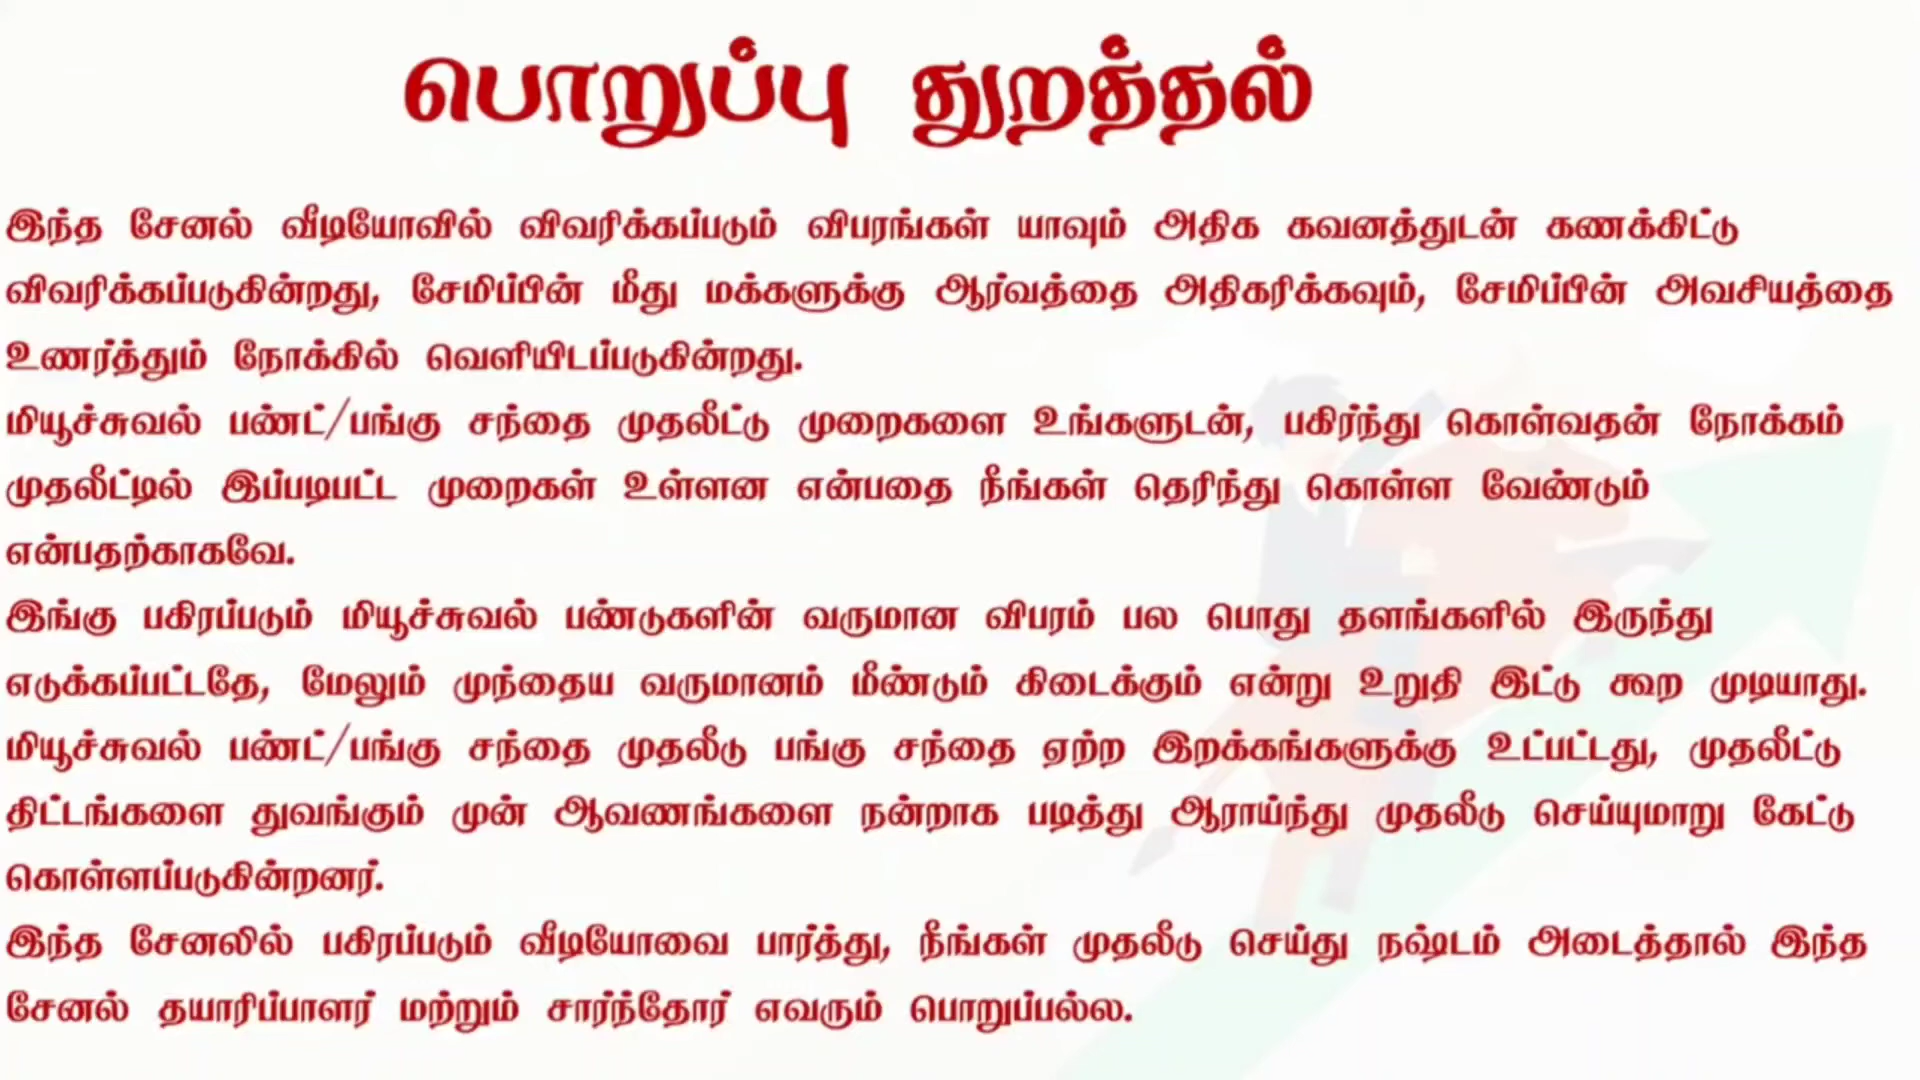 பொறுப்பு துறத்தல்
இந்த சேனல் வீடியோவில் விவரிக்கப்படும் விபரங்கள் யாவும் அதிக கவனத்துடன் கணக்கிட்டு
விவரிக்கப்படுகின்றது, சேமிப்பின் மீது மக்களுக்கு ஆர்வத்தை அதிகரிக்கவும், சேமிப்பின் அவசியத்தை
உணர்த்தும் நோக்கில் வெளியிடப்படுகின்றது.
மியூச்சுவல் பண்ட்/பங்கு சந்தை முதலீட்டு முறைகளை உங்களுடன், பகிர்ந்து கொள்வதன் நோக்கம்
முதலீட்டில் இப்படிபட்ட முறைகள் உள்ளன என்பதை நீங்கள் தெரிந்து கொள்ள வேண்டும்
என்பதற்காகவே.
இங்கு பகிரப்படும் மியூச்சுவல் பண்டுகளின் வருமான விபரம் பல பொது தளங்களில் இருந்து
எடுக்கப்பட்டதே, மேலும் முந்தைய வருமானம் மீண்டும் கிடைக்கும் என்று உறுதி இட்டு கூற முடியாது.
மியூச்சுவல் பண்ட்/பங்கு சந்தை முதலீடு பங்கு சந்தை ஏற்ற இறக்கங்களுக்கு உட்பட்டது, முதலீட்டு
திட்டங்களை துவங்கும் முன் ஆவணங்களை நன்றாக படித்து ஆராய்ந்து முதலீடு செய்யுமாறு கேட்டு
கொள்ளப்படுகின்றனர்.
இந்த சேனலில் பகிரப்படும் வீடியோவை பார்த்து, நீங்கள் முதலீடு செய்து நஷ்டம் அடைத்தால் இந்த
சேனல் தயாரிப்பாளர் மற்றும் சார்ந்தோர் எவரும் பொறுப்பல்ல.